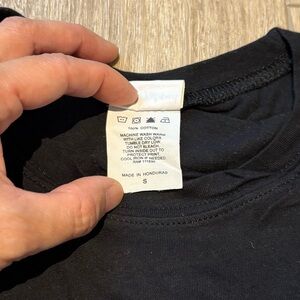 100% COTTON
MACHINE WASH WARM
WITH LIKE COLORS.
TUMBLE DRY LOW.
DO NOT BLEACH.
TURN INSIDE OUT TO
PROTECT PRINT.
COOL IRON IF NEEDED.
MADE IN HONDURAS
S